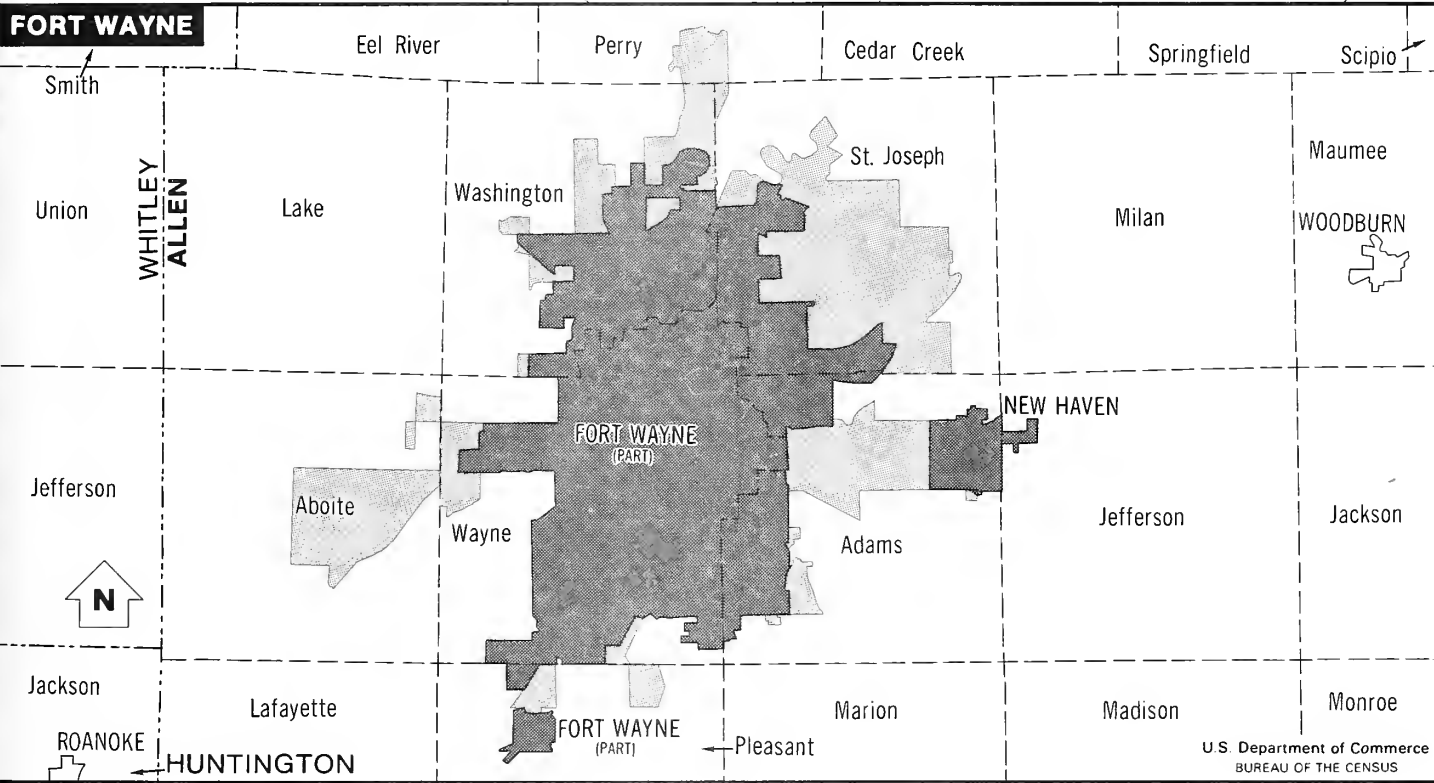 FORT WAYNE
Eel River
Perry
Cedar Creek
Springfield
Scipio
Smith
Union
WHITLEY
ALLEN
Lake
Washington
St. Joseph
Milan
Maumee
WOODBURN
NEW HAVEN
FORT WAYNE
(PART)
Jefferson
Aboite
Wayne
Adams
Jefferson
Jackson
N
Jackson
Lafayette
FORT WAYNE
(PART)
Pleasant
Marion
Madison
Monroe
ROANOKE
HUNTINGTON
U.S. Department of Commerce
BUREAU OF THE CENSUS